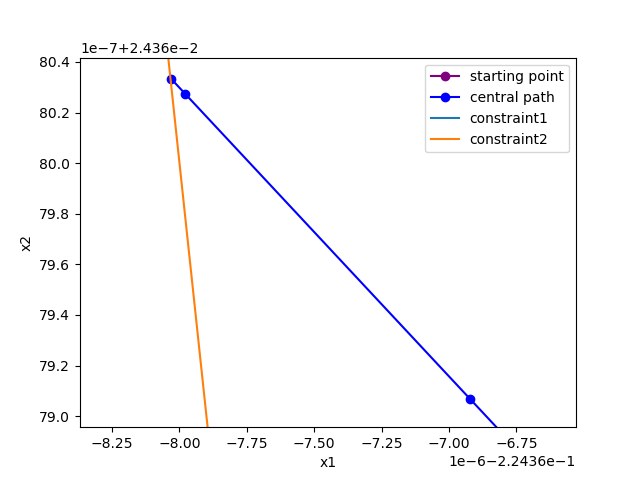 1e−7+2.436e−2
80.4
80.2
80.0
79.8
79.6
79.4
79.2
79.0
x2
starting point
central path
constraint1
constraint2
−8.25
−8.00
−7.75
−7.50
−7.25
−7.00
−6.75
x1
1e−6−2.2436e−1